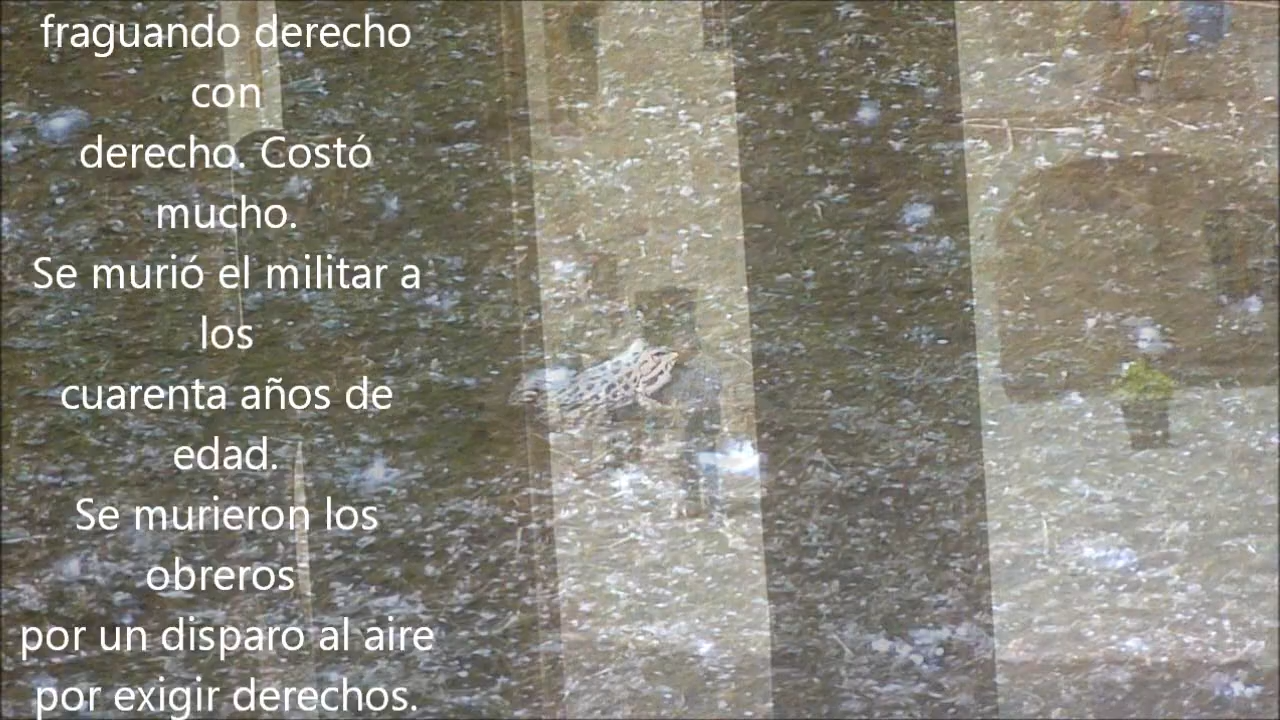 fraguando derecho
con
derecho. Costó
mucho.
Se murió el militar a
los
cuarenta años de
edad.
Se murieron los
obreros
por un disparo al aire
por exigir derechos.